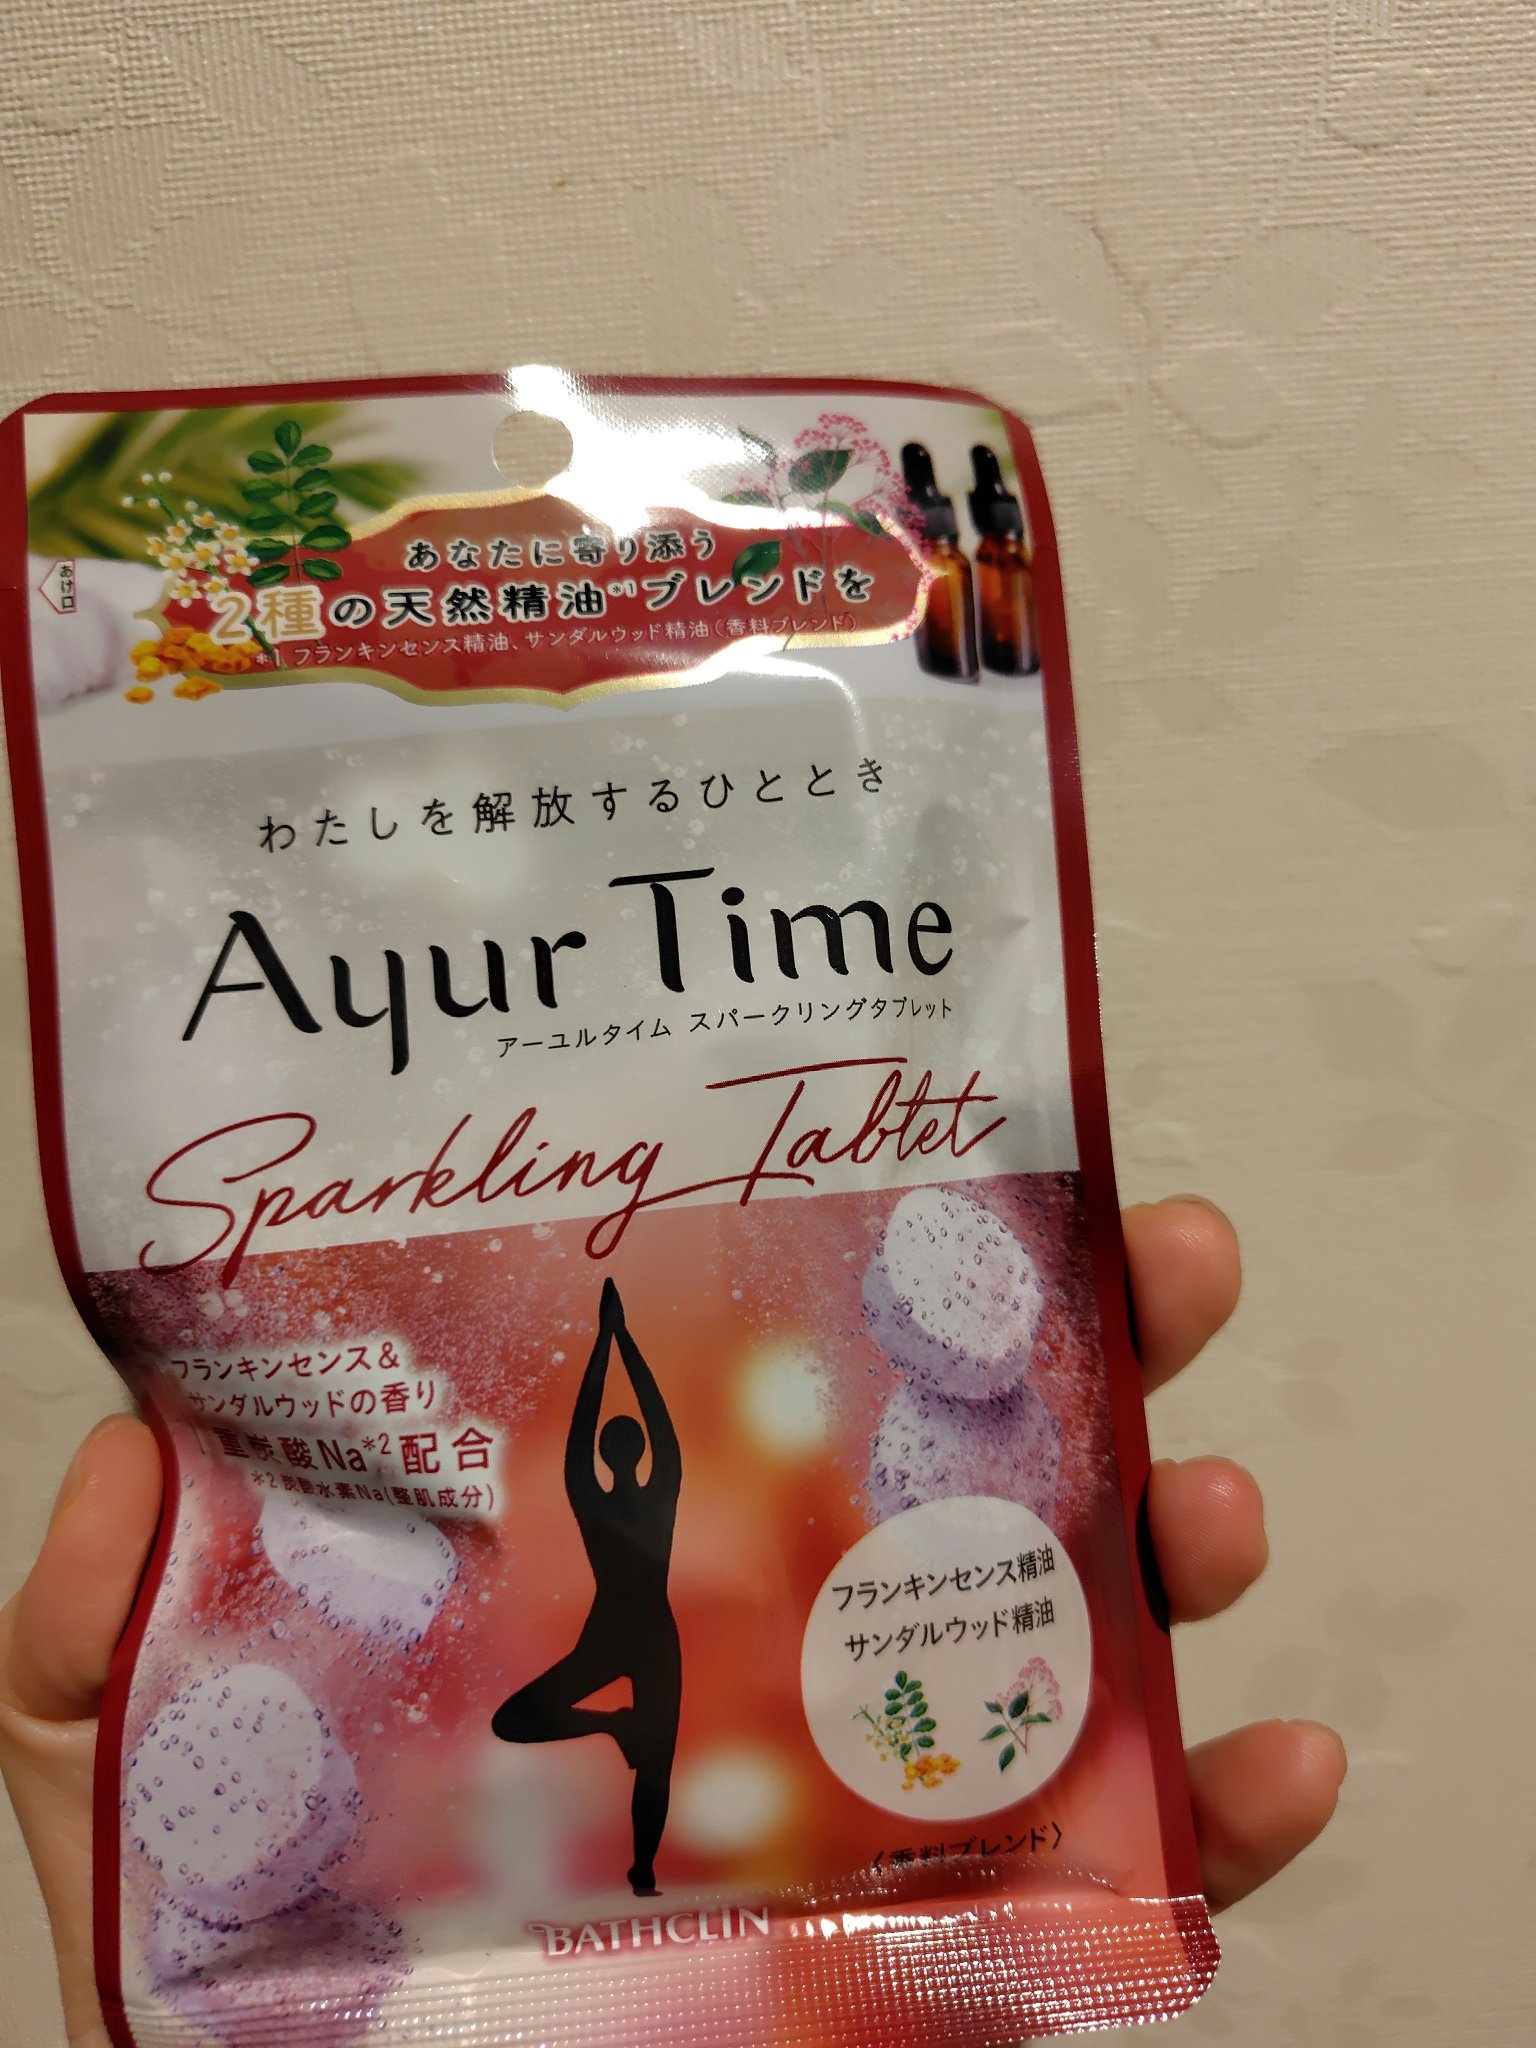 あなたに寄り添う
あけ口
2種の天然精油*1ブレンドを
*1 フランキンセンス精油、サンダルウッド精油(香料ブレンド)
わたしを解放するひととき
Ayur Time
アーユルタイム スパークリングタブレット
Sparkling Tablet
フランキンセンス&
サンダルウッドの香り
重炭酸Na*2配合
*2 炭酸水素Na(整肌成分)
フランキンセンス精油
サンダルウッド精油
〈香料ブレンド〉
BATHCLIN